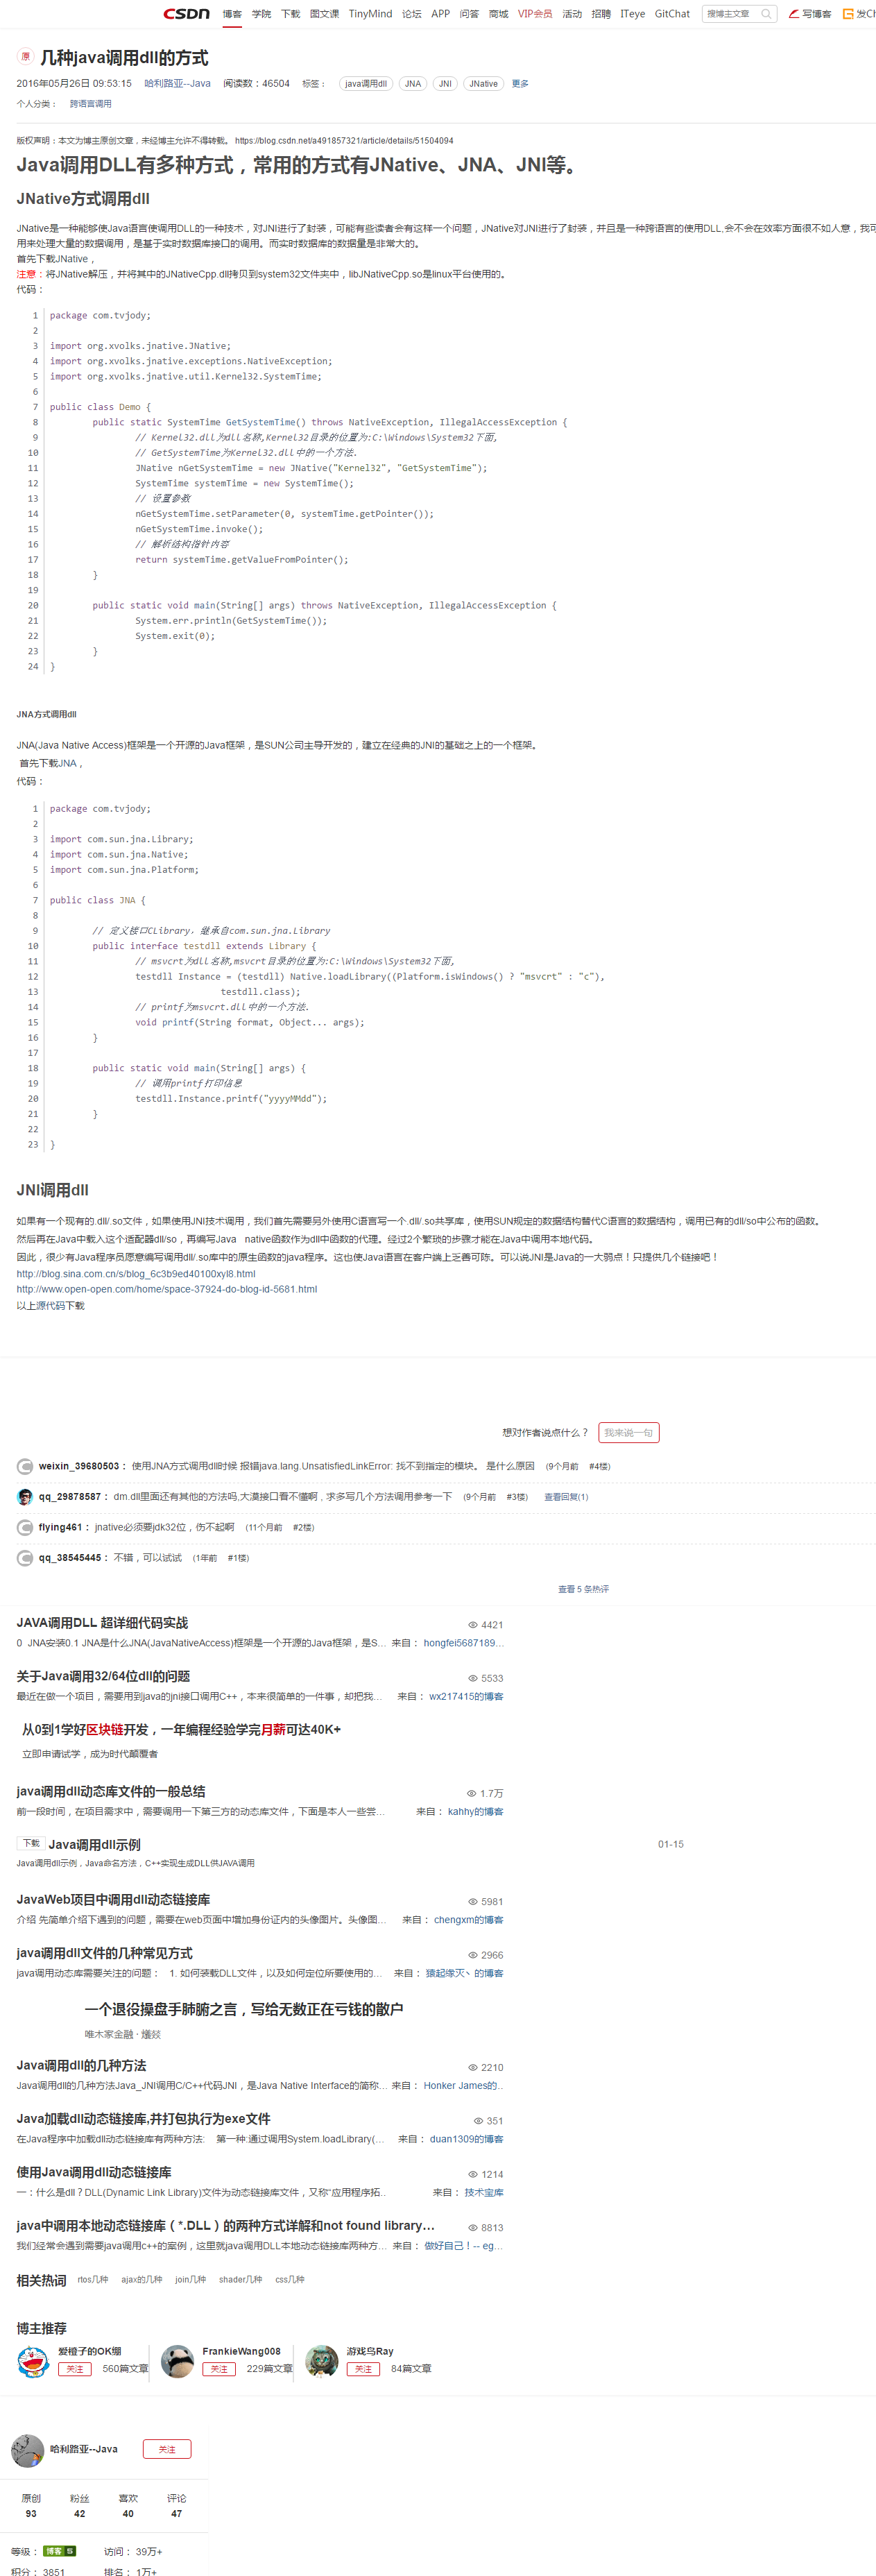 CSDN 博客 学院 下载 图文课 TinyMind 论坛 APP 问答 商城 VIP会员 活动 招聘 ITeye GitChat 搜博主文章 写博客 发Ch
原 几种java调用dll的方式
2016年05月26日 09:53:15 哈利路亚--Java 阅读数：46504 标签： java调用dll JNA JNI JNative 更多
个人分类： 跨语言调用
版权声明：本文为博主原创文章，未经博主允许不得转载。 https://blog.csdn.net/a491857321/article/details/51504094
Java调用DLL有多种方式，常用的方式有JNative、JNA、JNI等。
JNative方式调用dll
JNative是一种能够使Java语言使调用DLL的一种技术，对JNI进行了封装，可能有些读者会有这样一个问题，JNative对JNI进行了封装，并且是一种跨语言的使用DLL,会不会在效率方面很不如人意，我可
用来处理大量的数据调用，是基于实时数据库接口的调用。而实时数据库的数据量是非常大的。
首先下载JNative，
注意：将JNative解压，并将其中的JNativeCpp.dll拷贝到system32文件夹中，libJNativeCpp.so是linux平台使用的。
代码：
1 package com.tvjody;
2
3 import org.xvolks.jnative.JNative;
4 import org.xvolks.jnative.exceptions.NativeException;
5 import org.xvolks.jnative.util.Kernel32.SystemTime;
6
7 public class Demo {
8 public static SystemTime GetSystemTime() throws NativeException, IllegalAccessException {
9 // Kernel32.dll为dll名称,Kernel32目录的位置为:C:\Windows\System32下面,
10 // GetSystemTime为Kernel32.dll中的一个方法.
11 JNative nGetSystemTime = new JNative("Kernel32", "GetSystemTime");
12 SystemTime systemTime = new SystemTime();
13 // 设置参数
14 nGetSystemTime.setParameter(0, systemTime.getPointer());
15 nGetSystemTime.invoke();
16 // 解析结构指针内容
17 return systemTime.getValueFromPointer();
18 }
19
20 public static void main(String[] args) throws NativeException, IllegalAccessException {
21 System.err.println(GetSystemTime());
22 System.exit(0);
23 }
24 }
JNA方式调用dll
JNA(Java Native Access)框架是一个开源的Java框架，是SUN公司主导开发的，建立在经典的JNI的基础之上的一个框架。
首先下载JNA，
代码：
1 package com.tvjody;
2
3 import com.sun.jna.Library;
4 import com.sun.jna.Native;
5 import com.sun.jna.Platform;
6
7 public class JNA {
8
9 // 定义接口CLibrary，继承自com.sun.jna.Library
10 public interface testdll extends Library {
11 // msvcrt为dll名称,msvcrt目录的位置为:C:\Windows\System32下面,
12 testdll Instance = (testdll) Native.loadLibrary((Platform.isWindows() ? "msvcrt" : "c"),
13 testdll.class);
14 // printf为msvcrt.dll中的一个方法.
15 void printf(String format, Object... args);
16 }
17
18 public static void main(String[] args) {
19 // 调用printf打印信息
20 testdll.Instance.printf("yyyyMMdd");
21 }
22
23 }
JNI调用dll
如果有一个现有的.dll/.so文件，如果使用JNI技术调用，我们首先需要另外使用C语言写一个.dll/.so共享库，使用SUN规定的数据结构替代C语言的数据结构，调用已有的dll/so中公布的函数。
然后再在Java中载入这个适配器dll/so，再编写Java native函数作为dll中函数的代理。经过2个繁琐的步骤才能在Java中调用本地代码。
因此，很少有Java程序员愿意编写调用dll/.so库中的原生函数的java程序。这也使Java语言在客户端上乏善可陈。可以说JNI是Java的一大弱点！只提供几个链接吧！
http://blog.sina.com.cn/s/blog_6c3b9ed40100xyl8.html
http://www.open-open.com/home/space-37924-do-blog-id-5681.html
以上源代码下载
想对作者说点什么？ 我来说一句
weixin_39680503： 使用JNA方式调用dll时候 报错java.lang.UnsatisfiedLinkError: 找不到指定的模块。 是什么原因 (9个月前 #4楼)
qq_29878587： dm.dll里面还有其他的方法吗,大漠接口看不懂啊，求多写几个方法调用参考一下 (9个月前 #3楼) 查看回复(1)
flying461： jnative必须要jdk32位，伤不起啊 (11个月前 #2楼)
qq_38545445： 不错，可以试试 (1年前 #1楼)
查看 5 条热评
JAVA调用DLL 超详细代码实战 4421
0 JNA安装0.1 JNA是什么JNA(JavaNativeAccess)框架是一个开源的Java框架，是S... 来自： hongfei5687189...
关于Java调用32/64位dll的问题 5533
最近在做一个项目，需要用到java的jni接口调用C++，本来很简单的一件事，却把我... 来自： wx217415的博客
从0到1学好区块链开发，一年编程经验学完月薪可达40K+
立即申请试学，成为时代颠覆者
java调用dll动态库文件的一般总结 1.7万
前一段时间，在项目需求中，需要调用一下第三方的动态库文件，下面是本人一些尝... 来自： kahhy的博客
下载 Java调用dll示例 01-15
Java调用dll示例，Java命名方法，C++实现生成DLL供JAVA调用
JavaWeb项目中调用dll动态链接库 5981
介绍 先简单介绍下遇到的问题，需要在web页面中增加身份证内的头像图片。头像图... 来自： chengxm的博客
java调用dll文件的几种常见方式 2966
java调用动态库需要关注的问题： 1. 如何装载DLL文件，以及如何定位所要使用的... 来自： 猿起缘灭丶的博客
一个退役操盘手肺腑之言，写给无数正在亏钱的散户
唯木家金融 · 燨燚
Java调用dll的几种方法 2210
Java调用dll的几种方法Java_JNI调用C/C++代码JNI，是Java Native Interface的简称... 来自： Honker James的..
Java加载dll动态链接库,并打包执行为exe文件 351
在Java程序中加载dll动态链接库有两种方法: 第一种:通过调用System.loadLibrary(... 来自： duan1309的博客
使用Java调用dll动态链接库 1214
一：什么是dll？DLL(Dynamic Link Library)文件为动态链接库文件，又称“应用程序拓.. 来自： 技术宝库
java中调用本地动态链接库（*.DLL）的两种方式详解和not found library... 8813
我们经常会遇到需要java调用c++的案例，这里就java调用DLL本地动态链接库两种方... 来自： 做好自己！-- eg...
相关热词 rtos几种 ajax的几种 join几种 shader几种 css几种
博主推荐
爱橙子的OK绷 FrankieWang008 游戏鸟Ray
关注 560篇文章 关注 229篇文章 关注 84篇文章
哈利路亚--Java 关注
原创 粉丝 喜欢 评论
93 42 40 47
等级： 博客 5 访问： 39万+
积分： 3851 排名： 1万+